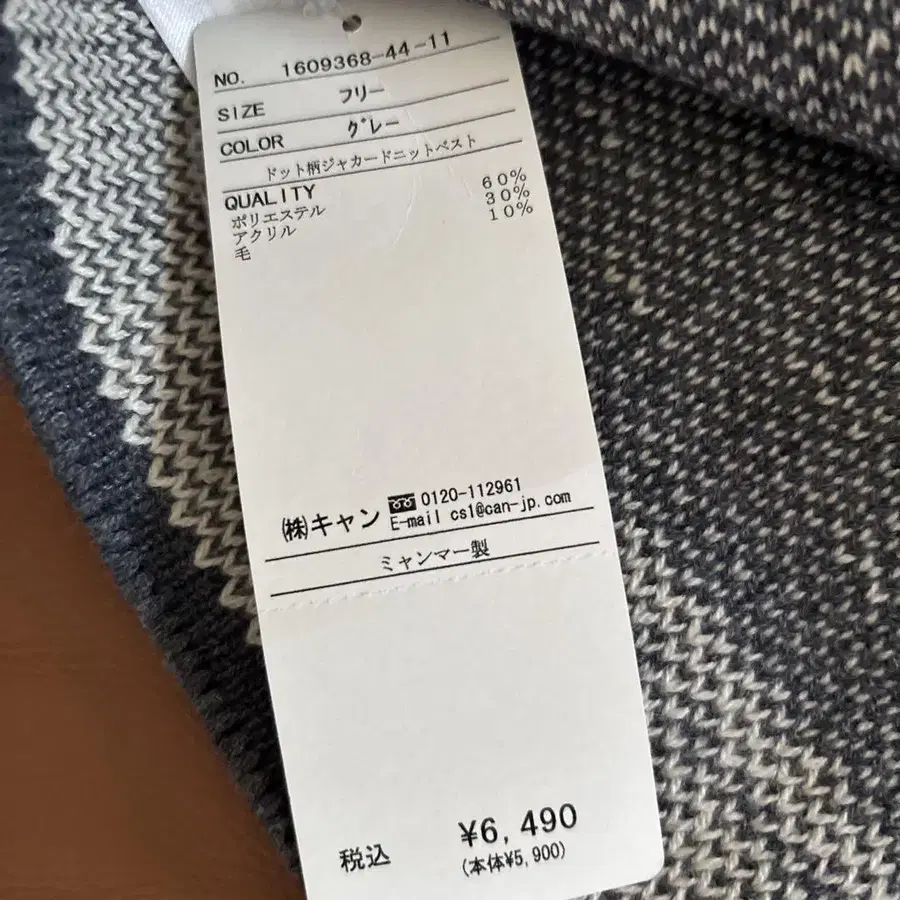 NO. 1609368-44-11
SIZE フリー
COLOR グレー
ドット柄ジャカードニットベスト
QUALITY
ポリエステル 60%
アクリル 30%
毛 10%
㈱キャン 0120-112961
E-mail cs1@can-jp.com
ミャンマー製
税込 ¥6,490
(本体¥5,900)